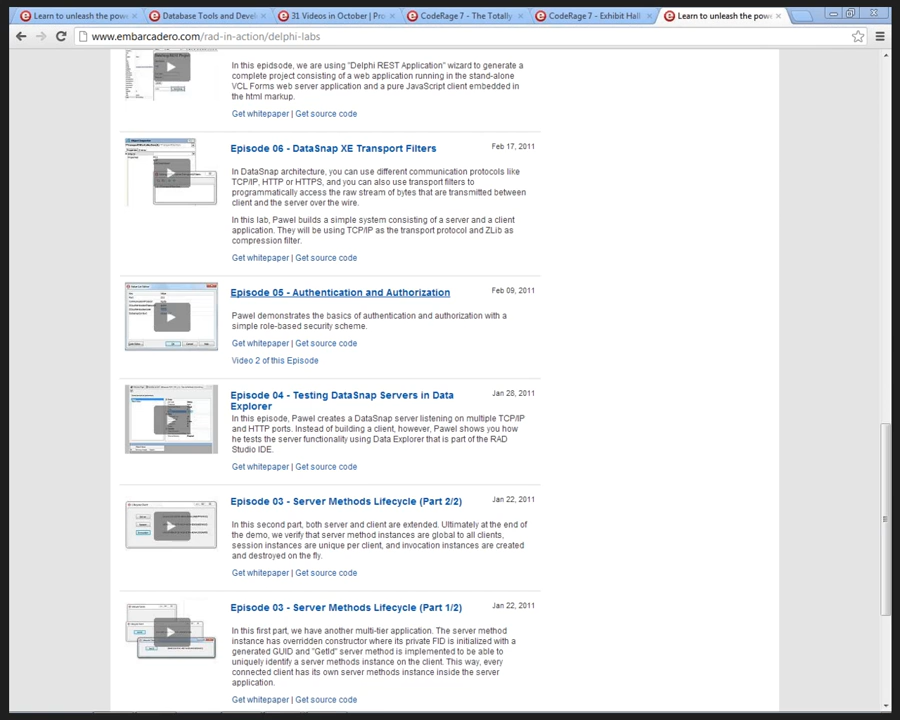 Learn to unleash the pow
Database Tools and Devel
31 Videos in October | Pro
CodeRage 7 - The Totally
CodeRage 7 - Exhibit Hall
Learn to unleash the pow
www.embarcadero.com/rad-in-action/delphi-labs
In this epidsode, we are using "Delphi REST Application" wizard to generate a
complete project consisting of a web application running in the stand-alone
VCL Forms web server application and a pure JavaScript client embedded in
the html markup.
Get whitepaper | Get source code
Episode 06 - DataSnap XE Transport Filters
Feb 17, 2011
In DataSnap architecture, you can use different communication protocols like
TCP/IP, HTTP or HTTPS, and you can also use transport filters to
programmatically access the raw stream of bytes that are transmitted between
client and the server over the wire.
In this lab, Pawel builds a simple system consisting of a server and a client
application. They will be using TCP/IP as the transport protocol and ZLib as
compression filter.
Get whitepaper | Get source code
Episode 05 - Authentication and Authorization
Feb 09, 2011
Pawel demonstrates the basics of authentication and authorization with a
simple role-based security scheme.
Get whitepaper | Get source code
Video 2 of this Episode
Episode 04 - Testing DataSnap Servers in Data
Explorer
Jan 28, 2011
In this episode, Pawel creates a DataSnap server listening on multiple TCP/IP
and HTTP ports. Instead of building a client, however, Pawel shows you how
he tests the server functionality using Data Explorer that is part of the RAD
Studio IDE.
Get whitepaper | Get source code
Episode 03 - Server Methods Lifecycle (Part 2/2)
Jan 22, 2011
In this second part, both server and client are extended. Ultimately at the end of
the demo, we verify that server method instances are global to all clients,
session instances are unique per client, and invocation instances are created
and destroyed on the fly.
Get whitepaper | Get source code
Episode 03 - Server Methods Lifecycle (Part 1/2)
Jan 22, 2011
In this first part, we have another multi-tier application. The server method
instance has overridden constructor where its private FID is initialized with a
generated GUID and "GetId" server method is implemented to be able to
uniquely identify a server methods instance on the client. This way, every
connected client has its own server methods instance inside the server
application.
Get whitepaper | Get source code